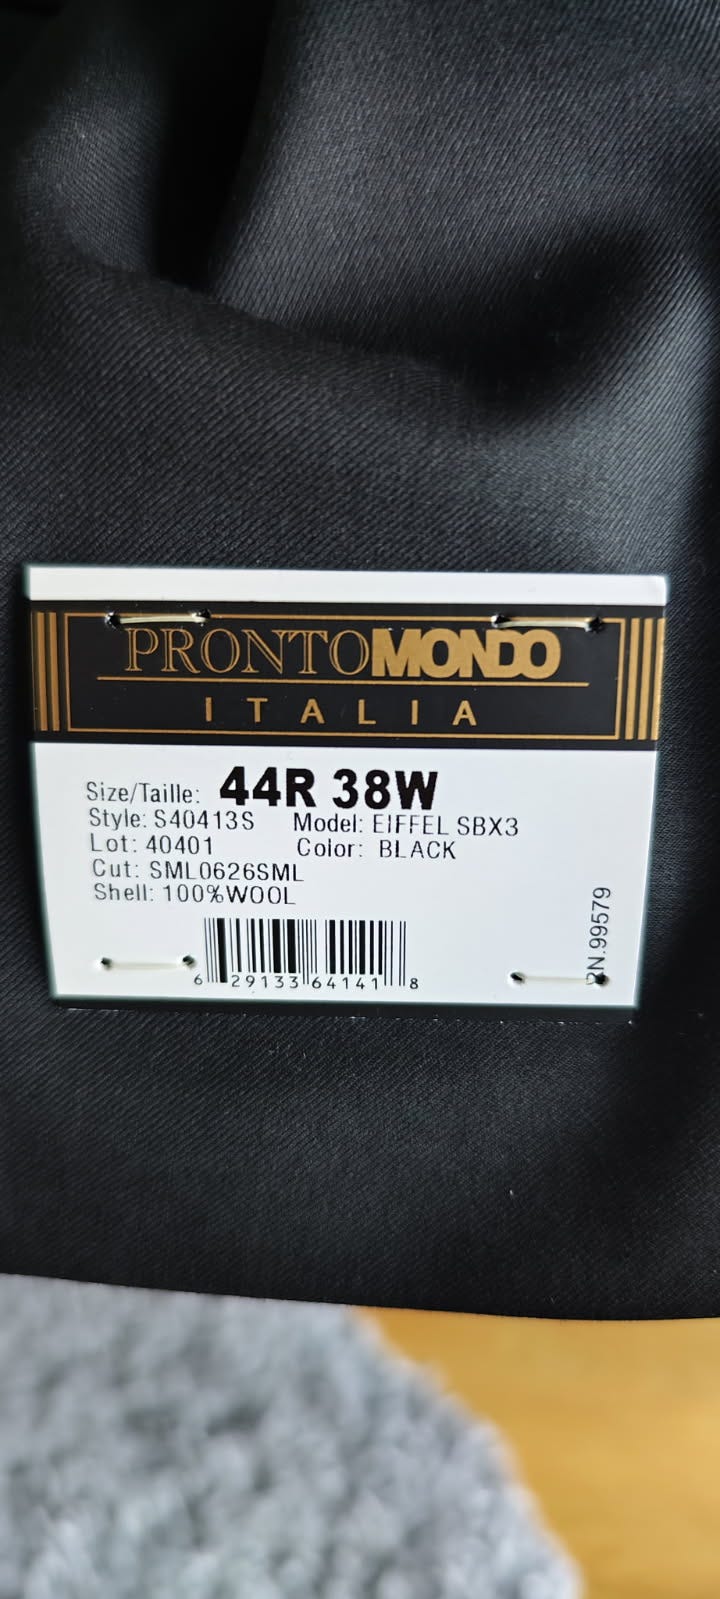 PRONTOMONDO
ITALIA
Size/Taille: 44R 38W
Style: S40413S Model: EIFFEL SBX3
Lot: 40401 Color: BLACK
Cut: SML0626SML
Shell: 100%WOOL
6 29133 64141 8
RN.99579